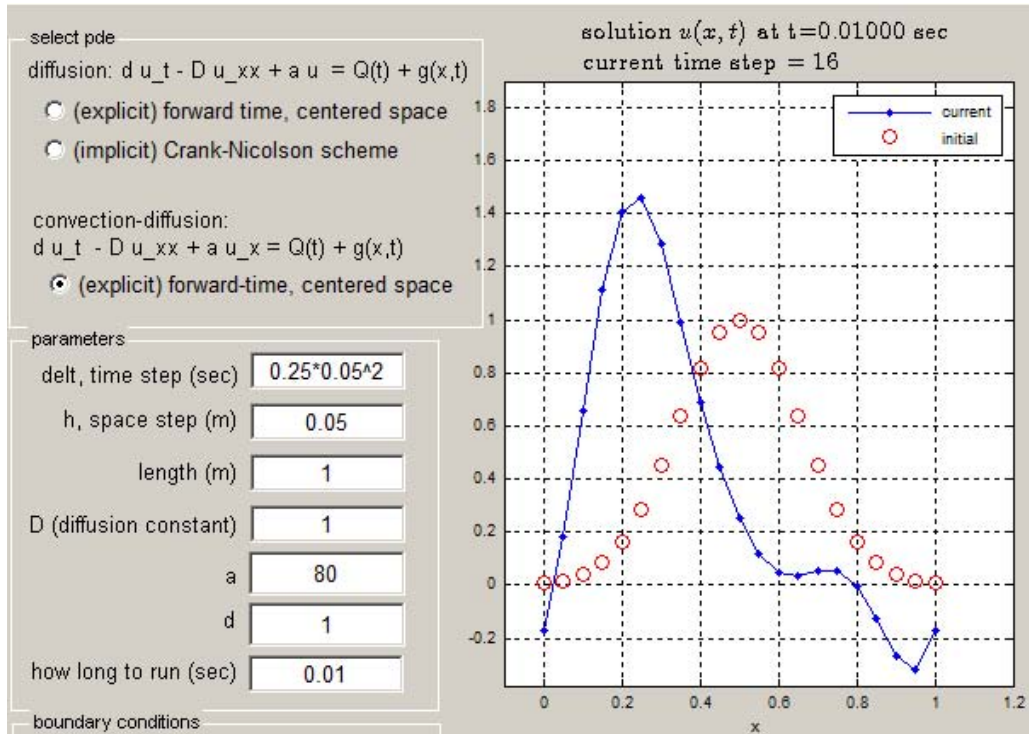 select pde
diffusion: d u_t - D u_xx + a u = Q(t) + g(x,t)
(explicit) forward time, centered space
(implicit) Crank-Nicolson scheme
convection-diffusion:
d u_t - D u_xx + a u_x = Q(t) + g(x,t)
(explicit) forward-time, centered space
parameters
delt, time step (sec) 0.25*0.05^2
h, space step (m) 0.05
length (m) 1
D (diffusion constant) 1
a 80
d 1
how long to run (sec) 0.01
boundary conditions
solution u(x, t) at t=0.01000 sec
current time step = 16
current
initial
1.8
1.6
1.4
1.2
1
0.8
0.6
0.4
0.2
0
-0.2
0 0.2 0.4 0.6 0.8 1 1.2
x